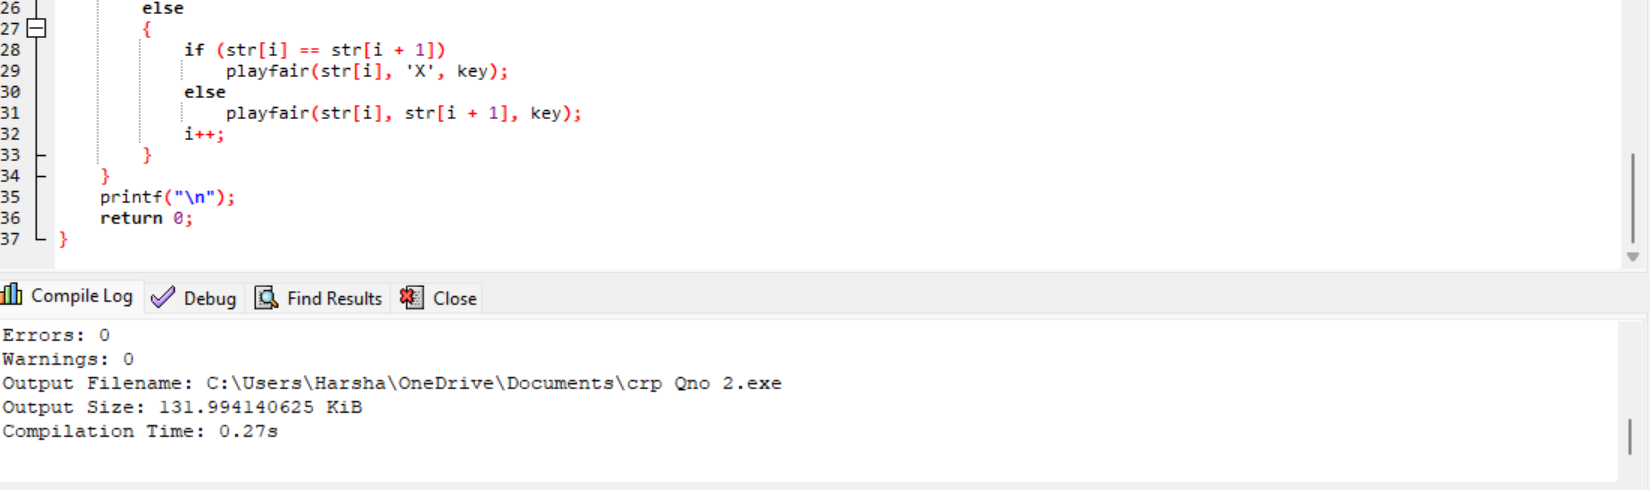 26 else
27 {
28 if (str[i] == str[i + 1])
29 playfair(str[i], 'X', key);
30 else
31 playfair(str[i], str[i + 1], key);
32 i++;
33 }
34 }
35 printf("\n");
36 return 0;
37 }
Compile Log Debug Find Results Close
Errors: 0
Warnings: 0
Output Filename: C:\Users\Harsha\OneDrive\Documents\crp Qno 2.exe
Output Size: 131.994140625 KiB
Compilation Time: 0.27s